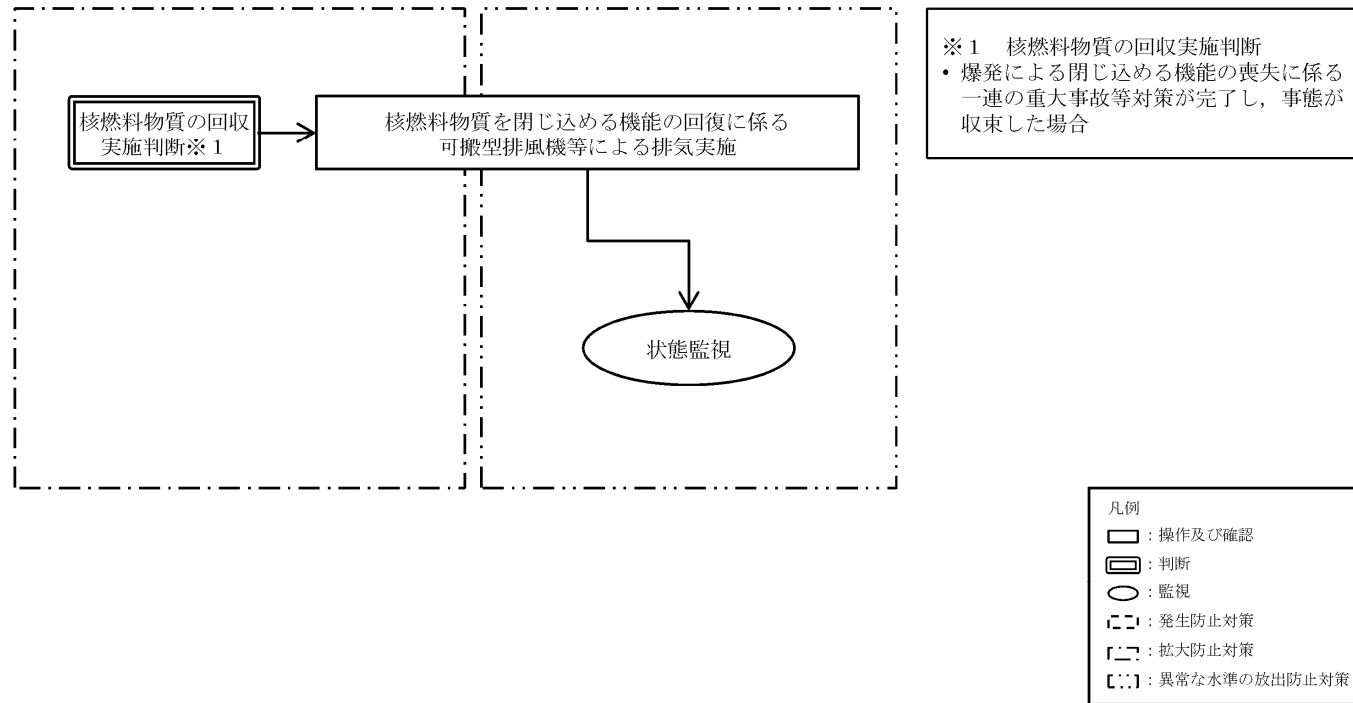 核燃料物質の回収
実施判断※１
核燃料物質を閉じ込める機能の回復に係る
可搬型排風機等による排気実施
状態監視
※１　核燃料物質の回収実施判断
• 爆発による閉じ込める機能の喪失に係る
一連の重大事故等対策が完了し，事態が
収束した場合
凡例
：操作及び確認
：判断
：監視
：発生防止対策
：拡大防止対策
：異常な水準の放出防止対策